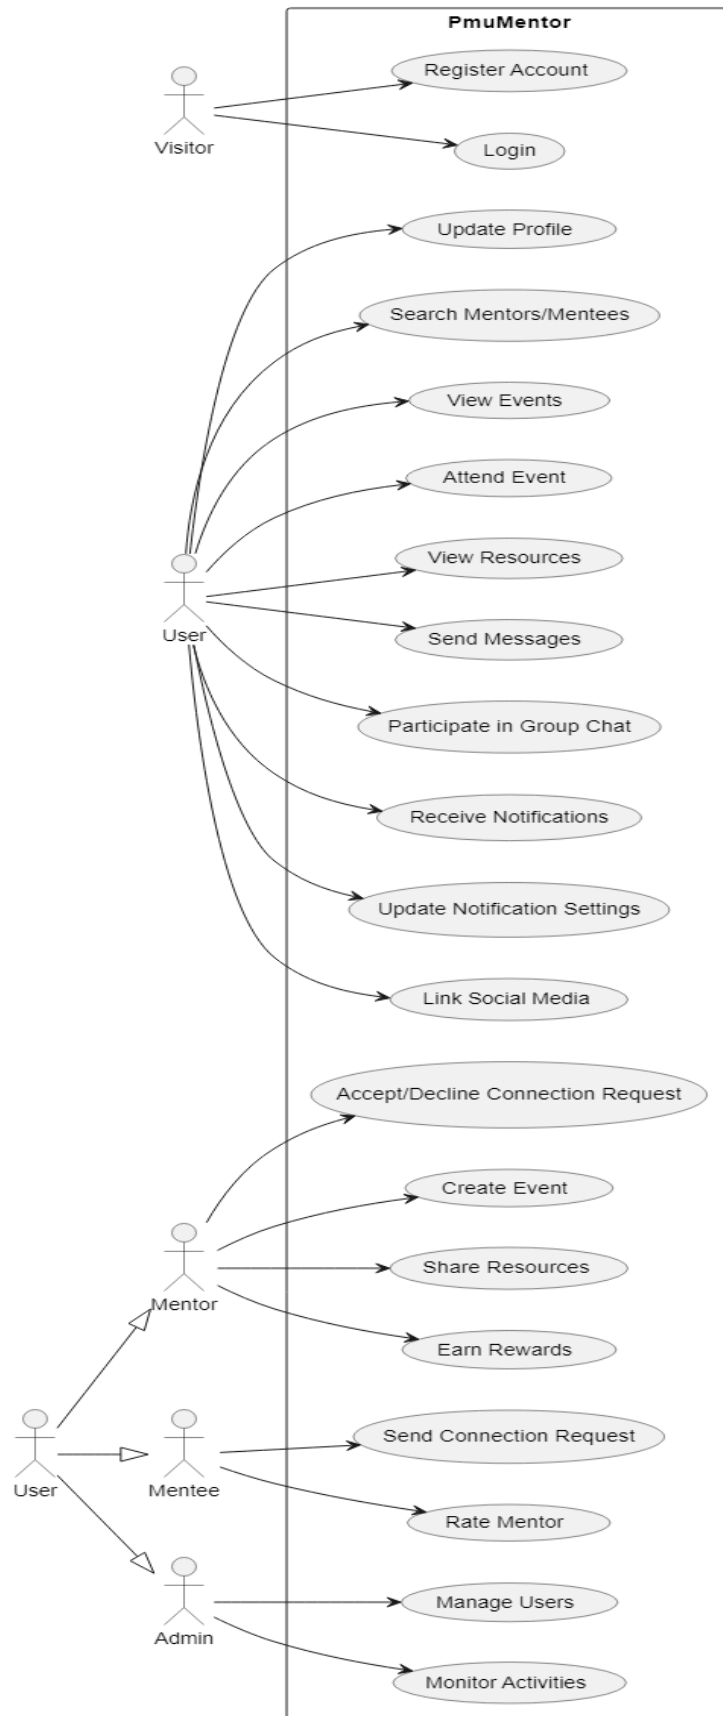 PmuMentor
Register Account
Visitor
Login
Update Profile
Search Mentors/Mentees
View Events
Attend Event
View Resources
User
Send Messages
Participate in Group Chat
Receive Notifications
Update Notification Settings
Link Social Media
Accept/Decline Connection Request
Create Event
Share Resources
Mentor
Earn Rewards
Send Connection Request
User
Mentee
Rate Mentor
Manage Users
Admin
Monitor Activities